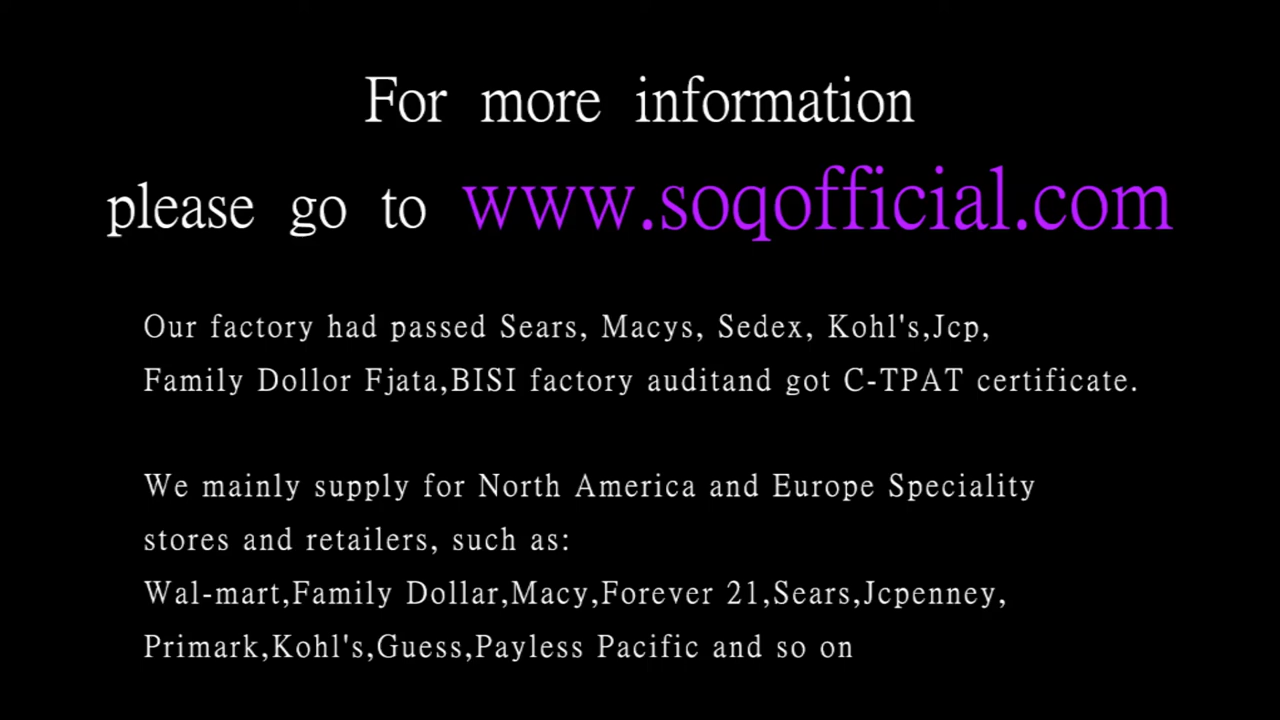 For more information
please go to www.soqofficial.com
Our factory had passed Sears, Macys, Sedex, Kohl's,Jcp,
Family Dollor Fjata,BISI factory auditand got C-TPAT certificate.
We mainly supply for North America and Europe Speciality
stores and retailers, such as:
Wal-mart,Family Dollar,Macy,Forever 21,Sears,Jcpenney,
Primark,Kohl's,Guess,Payless Pacific and so on